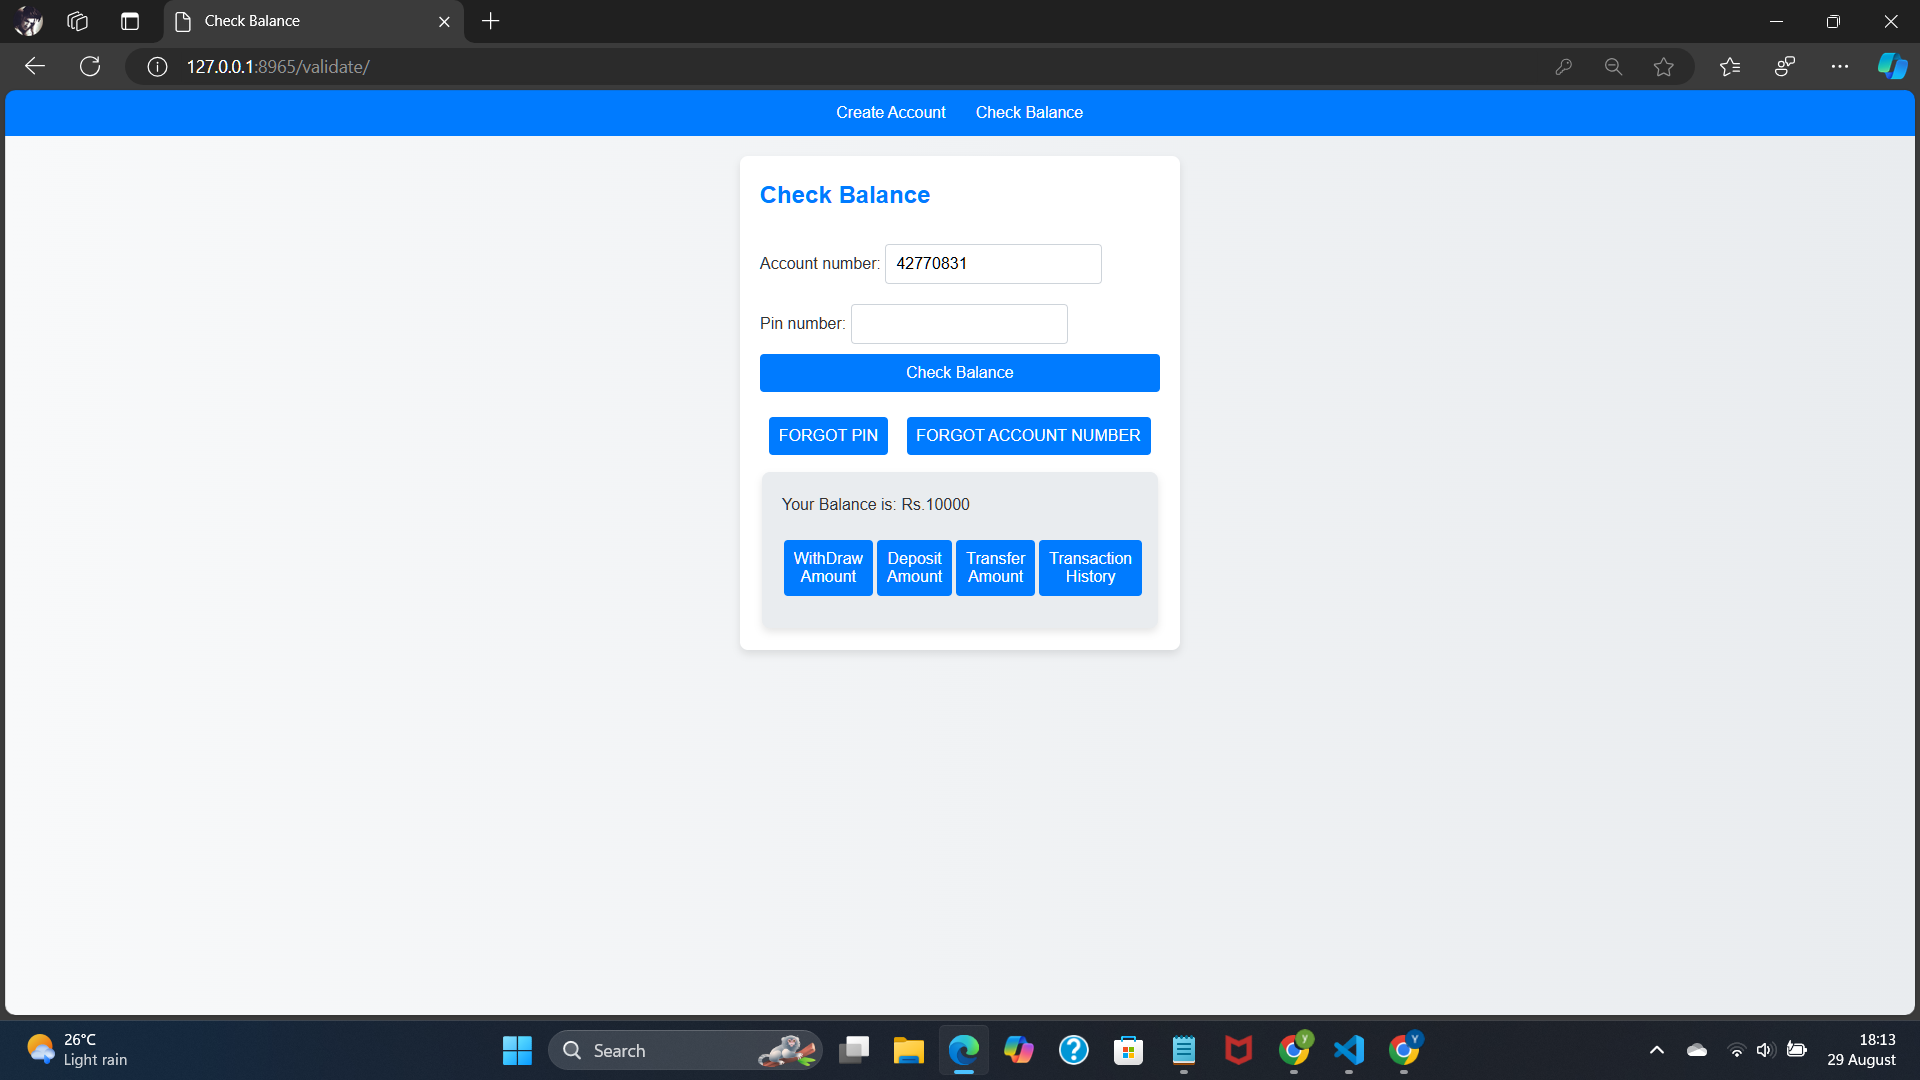 Check Balance
127.0.0.1:8965/validate/
Create Account Check Balance
Check Balance
Account number: 42770831
Pin number:
Check Balance
FORGOT PIN FORGOT ACCOUNT NUMBER
Your Balance is: Rs.10000
WithDraw Amount Deposit Amount Transfer Amount Transaction History
26°C
Light rain
Search
y
Y
18:13
29 August